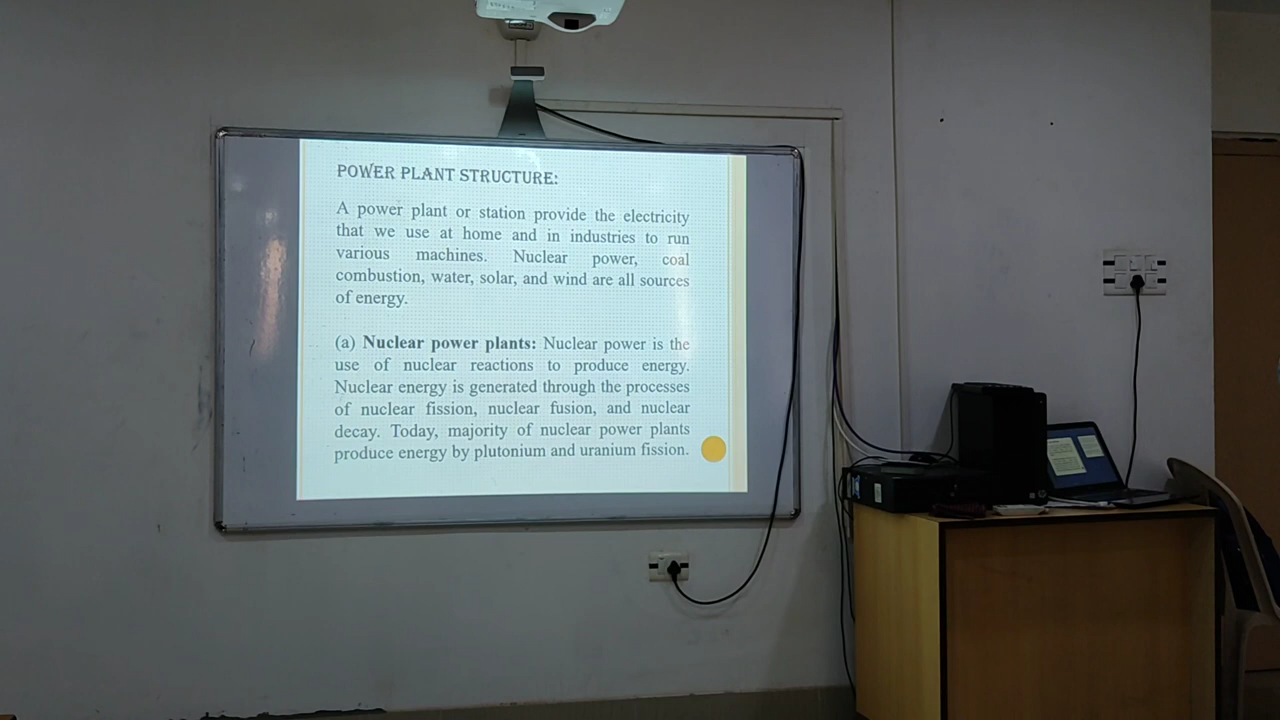 POWER PLANT STRUCTURE:
A power plant or station provide the electricity
that we use at home and in industries to run
various machines. Nuclear power, coal
combustion, water, solar, and wind are all sources
of energy.
(a) Nuclear power plants: Nuclear power is the
use of nuclear reactions to produce energy.
Nuclear energy is generated through the processes
of nuclear fission, nuclear fusion, and nuclear
decay. Today, majority of nuclear power plants
produce energy by plutonium and uranium fission.